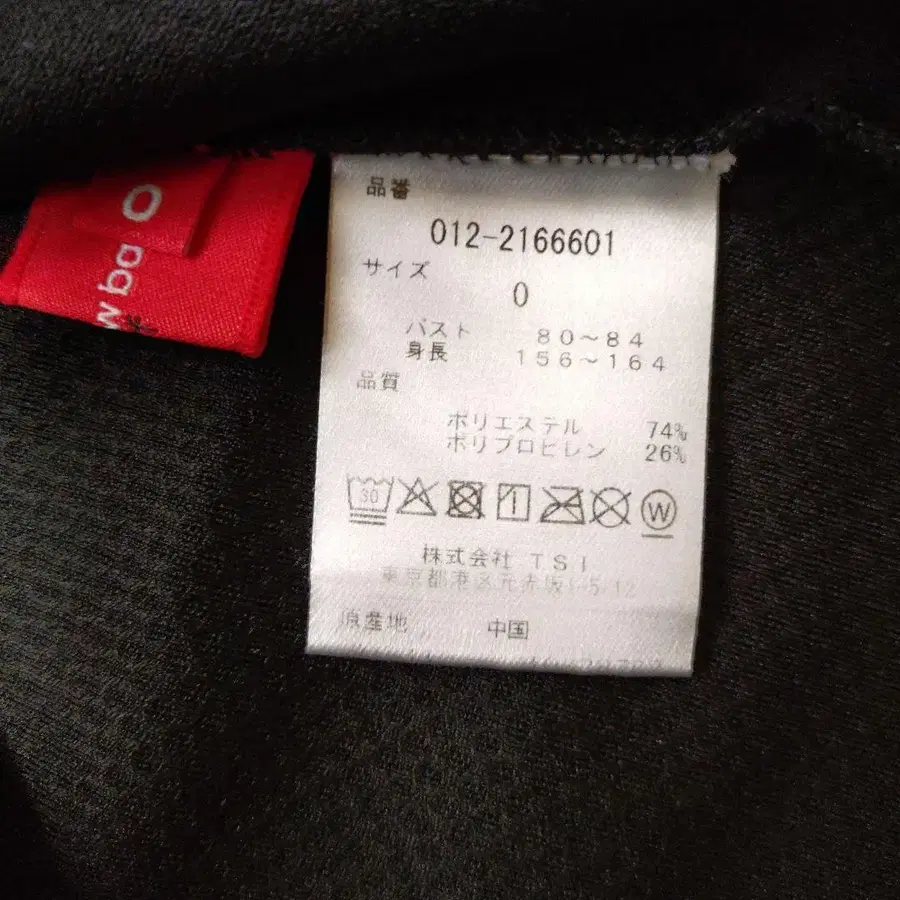 O
wba
品番
012-2166601
サイズ
0
バスト 80~84
身長 156~164
品質
ポリエステル 74%
ポリプロピレン 26%
30
W
株式会社 TSI
東京都港区元赤坂1-5-12
原産地 中国